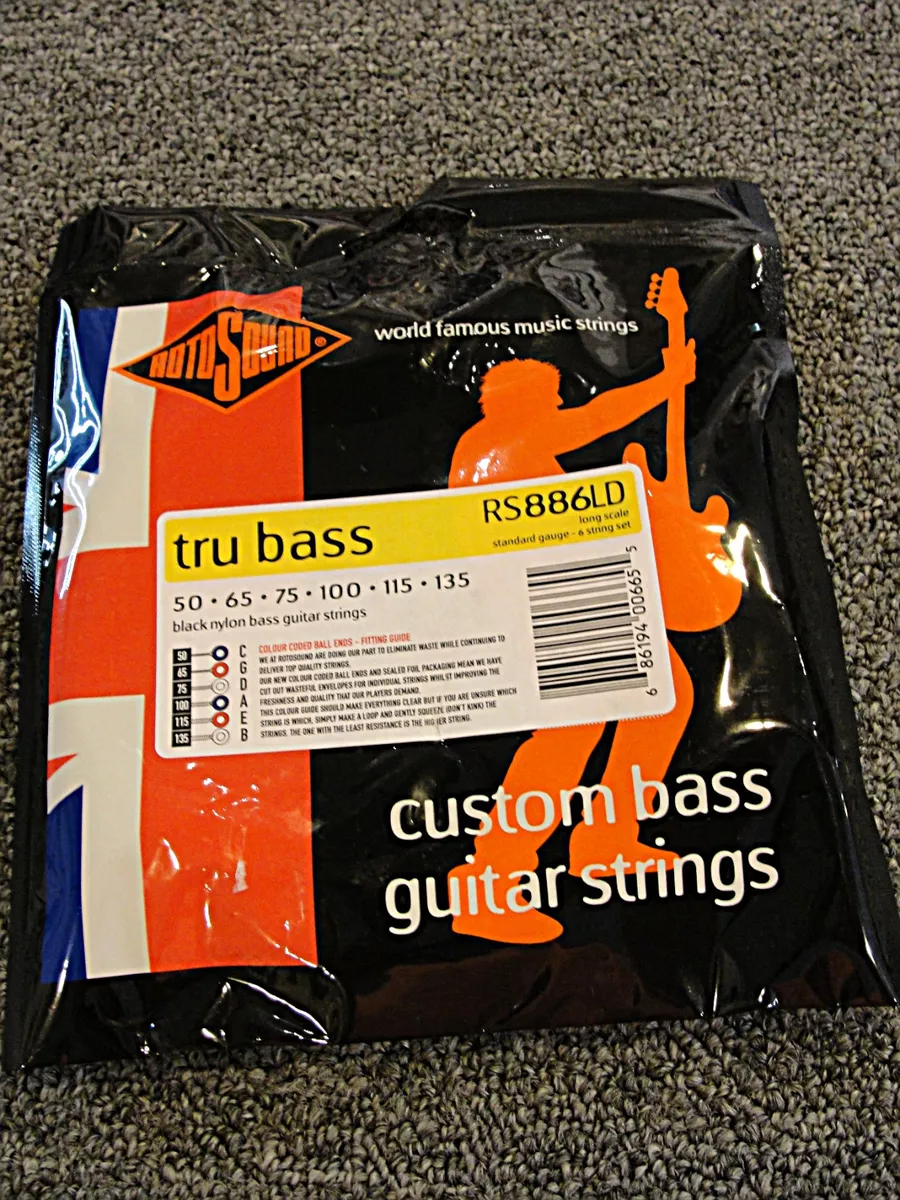 ROTOSOUND®
world famous music strings
tru bass
RS886LD
long scale
standard gauge - 6 string set
50 • 65 • 75 • 100 • 115 • 135
black nylon bass guitar strings
50 C
65 G
75 D
100 A
115 E
135 B
COLOUR CODED BALL ENDS - FITTING GUIDE
WE AT ROTOSOUND ARE DOING OUR PART TO ELIMINATE WASTE WHILE CONTINUING TO
DELIVER TOP QUALITY STRINGS.
OUR NEW COLOUR CODED BALL ENDS AND SEALED FOIL PACKAGING MEAN WE HAVE
CUT OUT WASTEFUL ENVELOPES FOR INDIVIDUAL STRINGS WHILST IMPROVING THE
FRESHNESS AND QUALITY THAT OUR PLAYERS DEMAND.
THIS COLOUR GUIDE SHOULD MAKE EVERYTHING CLEAR BUT IF YOU ARE UNSURE WHICH
STRING IS WHICH, SIMPLY MAKE A LOOP AND GENTLY SQUEEZE (DON'T KINK) THE
STRINGS, THE ONE WITH THE LEAST RESISTANCE IS THE HIGHER STRING.
6 86194 00665 5
custom bass
guitar strings